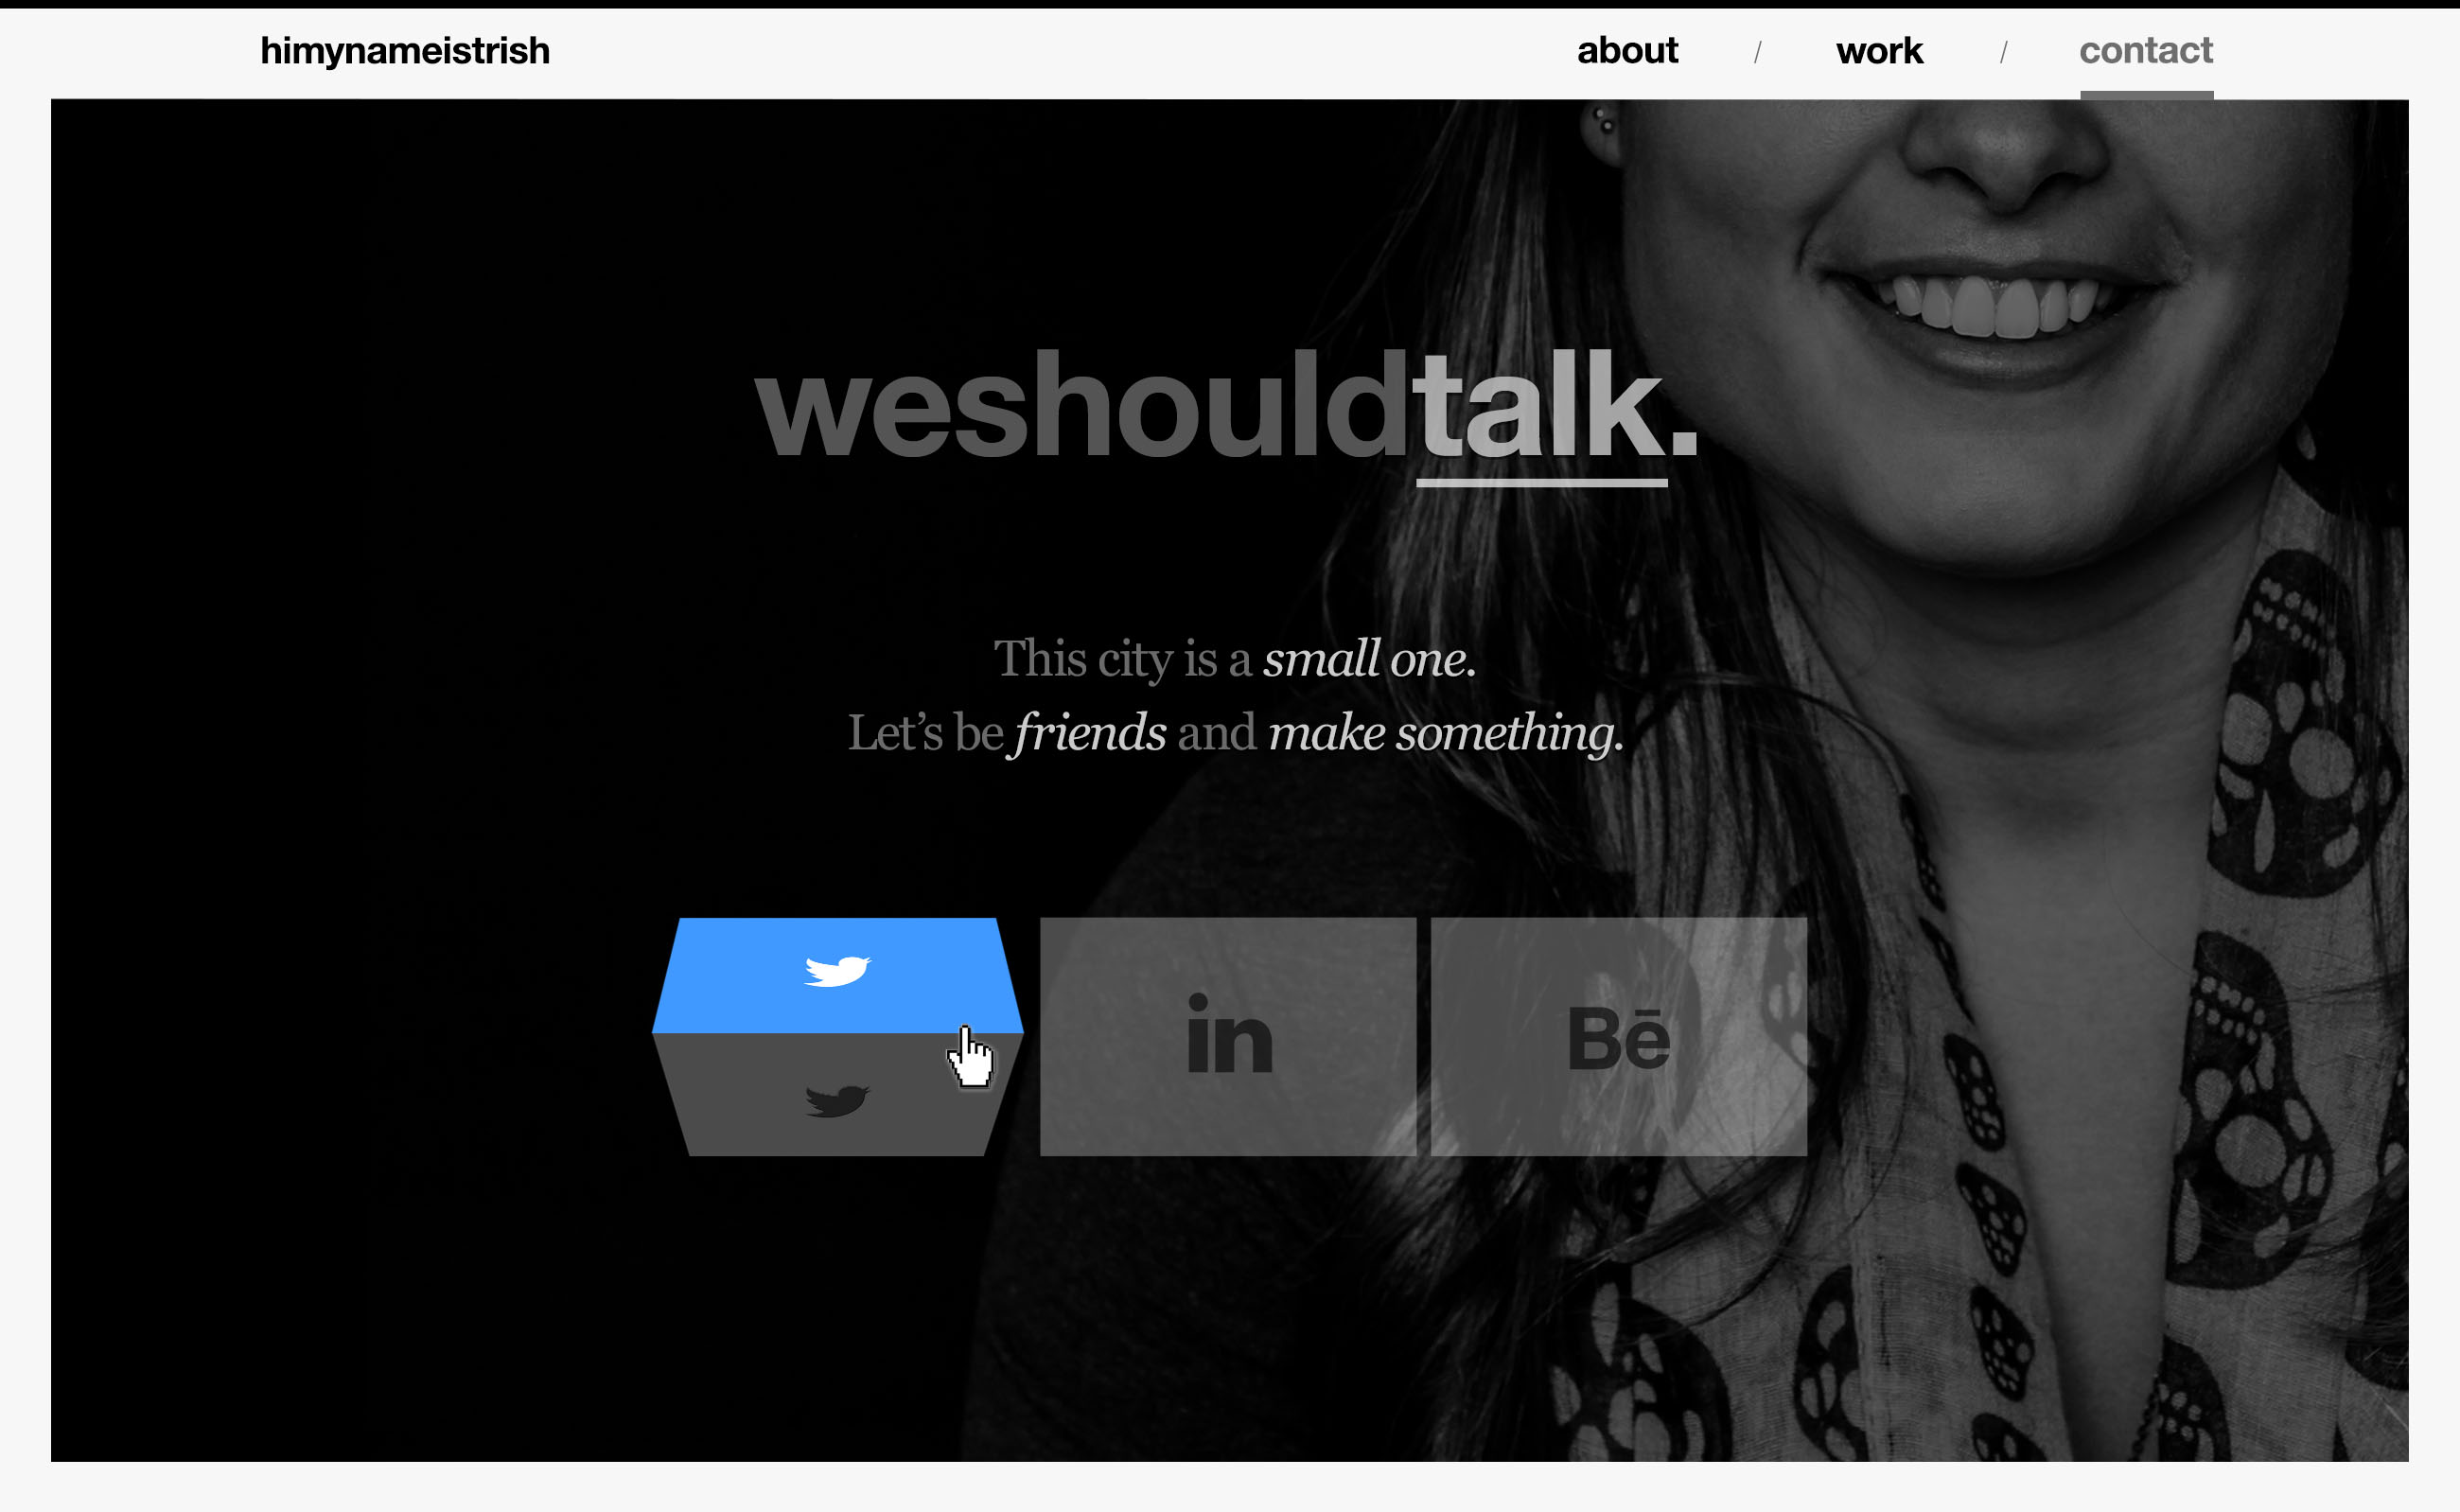 himynameistrish
about / work / contact
weshouldtalk.
This city is a small one.
Let’s be friends and make something.
in
Bē